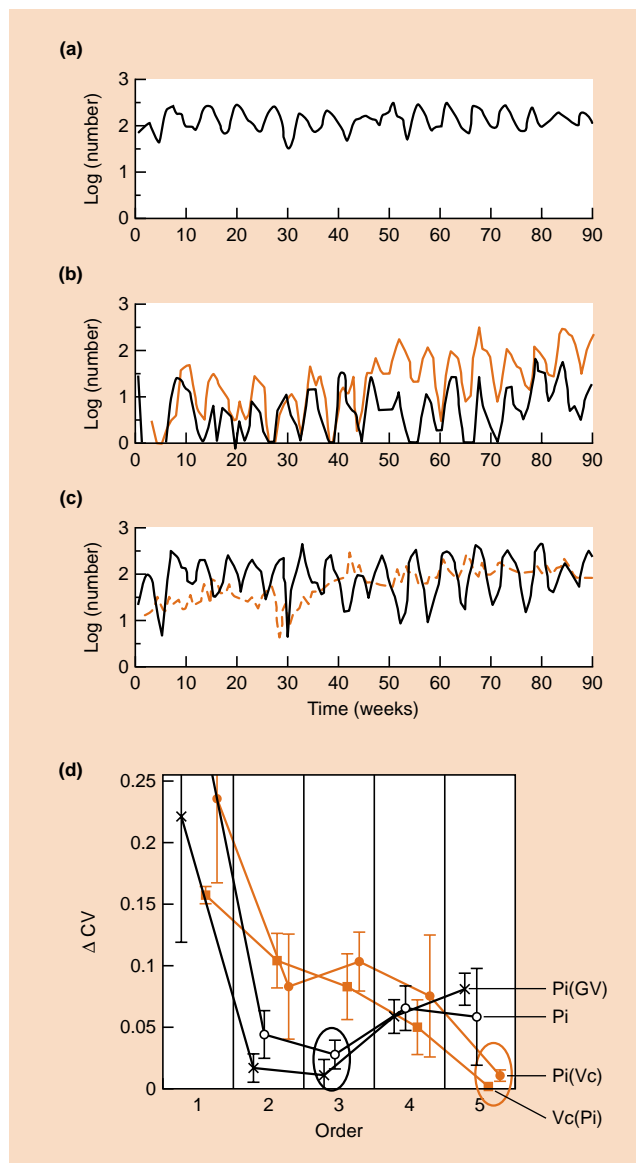 (a)
3
2
1
0
Log (number)
0 10 20 30 40 50 60 70 80 90
(b)
3
2
1
0
Log (number)
0 10 20 30 40 50 60 70 80 90
(c)
3
2
1
0
Log (number)
0 10 20 30 40 50 60 70 80 90
Time (weeks)
(d)
0.25
0.2
0.15
0.1
0.05
0
Δ CV
Pi(GV)
Pi
Pi(Vc)
Vc(Pi)
1 2 3 4 5
Order